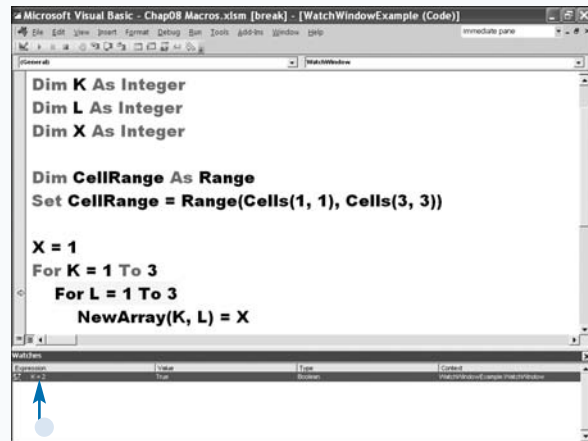 Microsoft Visual Basic - Chap08 Macros.xlsm [break] - [WatchWindowExample (Code)]
File Edit View Insert Format Debug Run Tools Add-Ins Window Help
immediate pane
(General)
WatchWindow
Dim K As Integer
Dim L As Integer
Dim X As Integer
Dim CellRange As Range
Set CellRange = Range(Cells(1, 1), Cells(3, 3))
X = 1
For K = 1 To 3
For L = 1 To 3
NewArray(K, L) = X
Watches
Expression Value Type Context
K = 2 True Boolean WatchWindowExample.WatchWindow